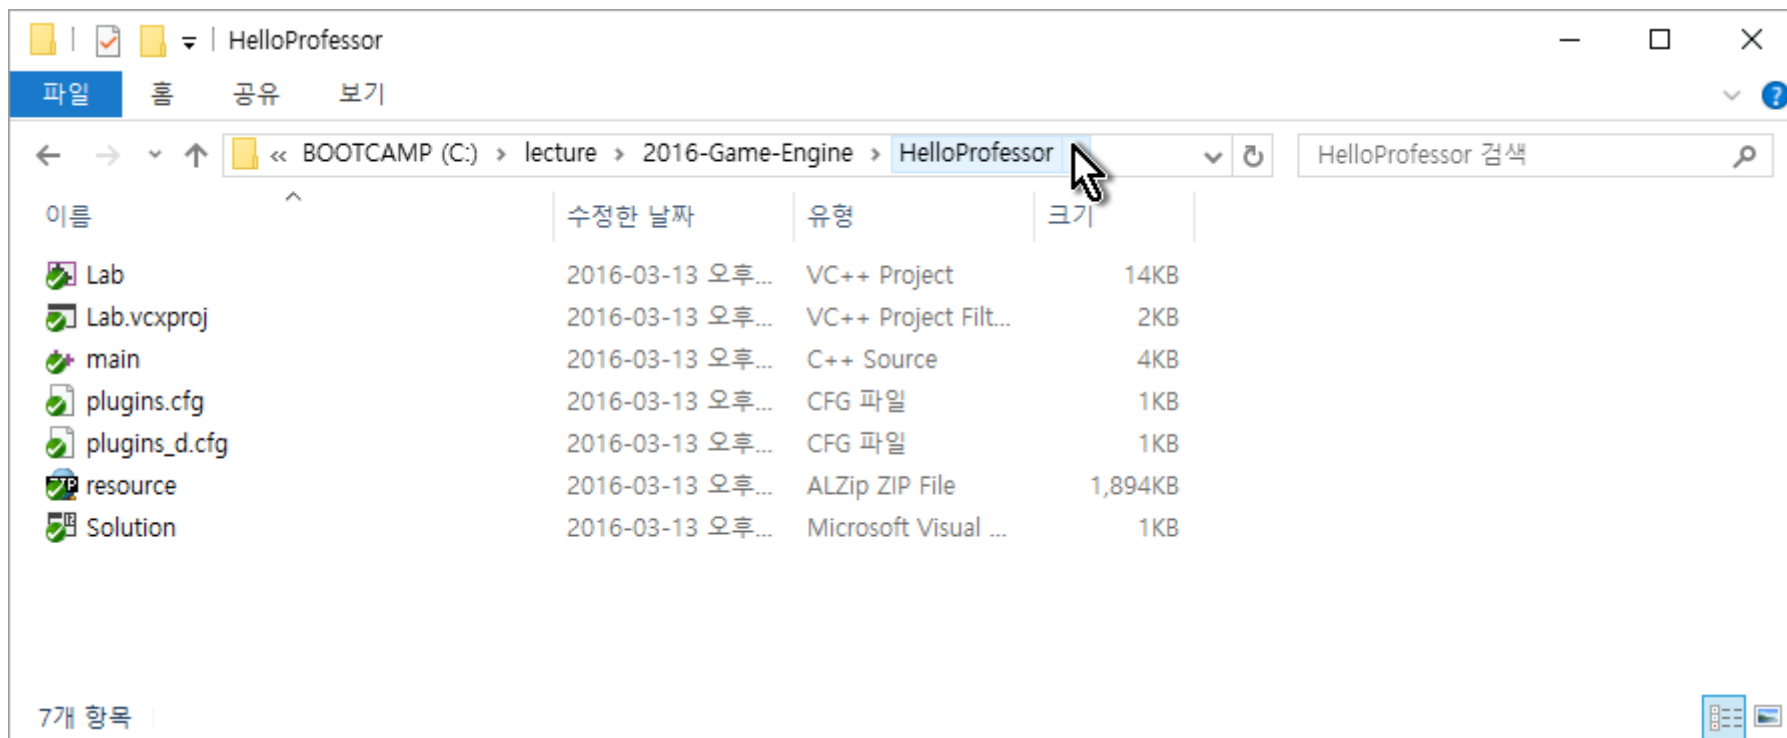 HelloProfessor
파일 홈 공유 보기
« BOOTCAMP (C:) › lecture › 2016-Game-Engine › HelloProfessor HelloProfessor 검색
이름 수정한 날짜 유형 크기
Lab 2016-03-13 오후... VC++ Project 14KB
Lab.vcxproj 2016-03-13 오후... VC++ Project Filt... 2KB
main 2016-03-13 오후... C++ Source 4KB
plugins.cfg 2016-03-13 오후... CFG 파일 1KB
plugins_d.cfg 2016-03-13 오후... CFG 파일 1KB
resource 2016-03-13 오후... ALZip ZIP File 1,894KB
Solution 2016-03-13 오후... Microsoft Visual ... 1KB
7개 항목